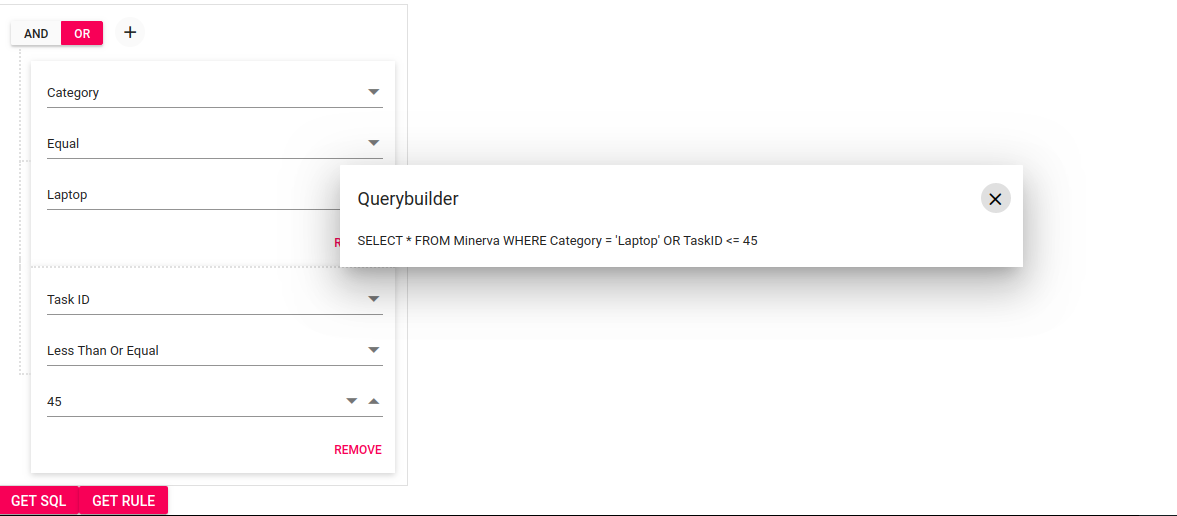 AND OR +
Category
Equal
Laptop
R
Querybuilder
SELECT * FROM Minerva WHERE Category = 'Laptop' OR TaskID <= 45
Task ID
Less Than Or Equal
45
REMOVE
GET SQL GET RULE